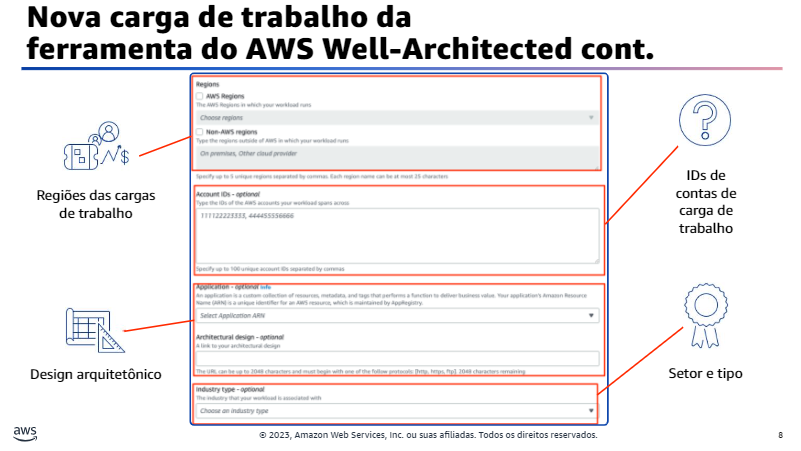 Nova carga de trabalho da
ferramenta do AWS Well-Architected cont.
Regiões das cargas
de trabalho
Design arquitetônico
Regions
AWS Regions
The AWS Regions in which your workload runs
Choose regions
Non-AWS regions
Type the regions outside of AWS in which your workload runs
On premises, Other cloud provider
Specify up to 5 unique regions separated by commas. Each region name can be at most 25 characters
Account IDs - optional
Type the IDs of the AWS accounts your workload spans across
111122223333, 444455556666
Specify up to 100 unique account IDs separated by commas
Application - optional Info
An application is a custom collection of resources, metadata, and tags that performs a function to deliver business value. Your application's Amazon Resource
Name (ARN) is a unique identifier for an AWS resource, which is maintained by AppRegistry.
Select Application ARN
Architectural design - optional
A link to your architectural design
The URL can be up to 2048 characters and must begin with one of the follow protocols: [http, https, ftp]. 2048 characters remaining
Industry type - optional
The industry that your workload is associated with
Choose an industry type
IDs de
contas de
carga de
trabalho
Setor e tipo
aws
© 2023, Amazon Web Services, Inc. ou suas afiliadas. Todos os direitos reservados.
8